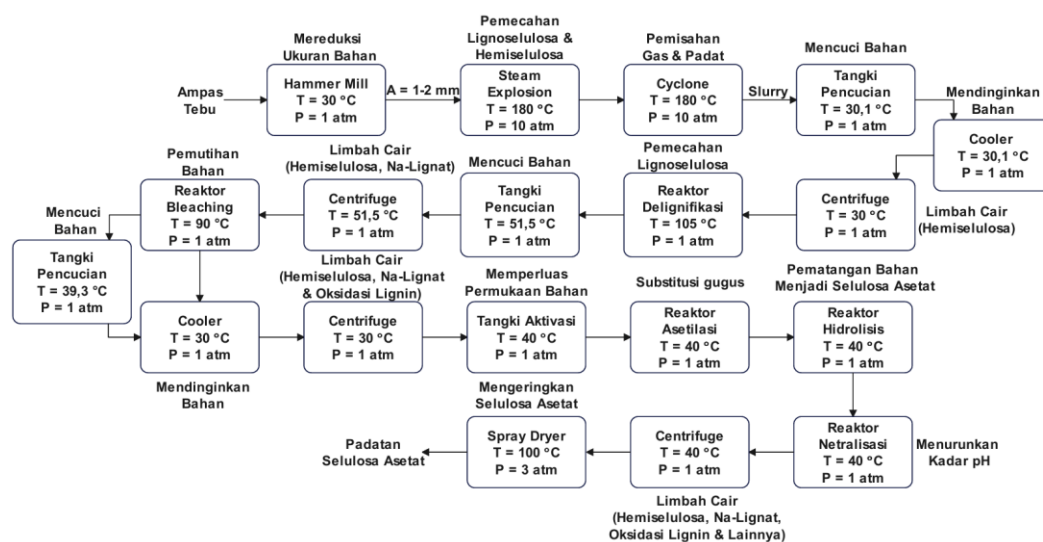 Mereduksi
Ukuran Bahan
Pemecahan
Lignoselulosa &
Hemiselulosa
Pemisahan
Gas & Padat
Mencuci Bahan
Ampas
Tebu
Hammer Mill
T = 30 °C
P = 1 atm
A = 1-2 mm
Steam
Explosion
T = 180 °C
P = 10 atm
Cyclone
T = 180 °C
P = 10 atm
Slurry
Tangki
Pencucian
T = 30,1 °C
P = 1 atm
Mendinginkan
Bahan
Cooler
T = 30,1 °C
P = 1 atm
Limbah Cair
(Hemiselulosa)
Centrifuge
T = 30 °C
P = 1 atm
Pemecahan
Lignoselulosa
Reaktor
Delignifikasi
T = 105 °C
P = 1 atm
Mencuci Bahan
Tangki
Pencucian
T = 51,5 °C
P = 1 atm
Limbah Cair
(Hemiselulosa, Na-Lignat)
Centrifuge
T = 51,5 °C
P = 1 atm
Pemutihan
Bahan
Reaktor
Bleaching
T = 90 °C
P = 1 atm
Mencuci
Bahan
Tangki
Pencucian
T = 39,3 °C
P = 1 atm
Cooler
T = 30 °C
P = 1 atm
Mendinginkan
Bahan
Limbah Cair
(Hemiselulosa, Na-Lignat
& Oksidasi Lignin)
Centrifuge
T = 30 °C
P = 1 atm
Memperluas
Permukaan Bahan
Tangki Aktivasi
T = 40 °C
P = 1 atm
Substitusi gugus
Reaktor
Asetilasi
T = 40 °C
P = 1 atm
Pematangan Bahan
Menjadi Selulosa Asetat
Reaktor
Hidrolisis
T = 40 °C
P = 1 atm
Reaktor
Netralisasi
T = 40 °C
P = 1 atm
Menurunkan
Kadar pH
Centrifuge
T = 40 °C
P = 1 atm
Limbah Cair
(Hemiselulosa, Na-Lignat,
Oksidasi Lignin & Lainnya)
Mengeringkan
Selulosa Asetat
Spray Dryer
T = 100 °C
P = 3 atm
Padatan
Selulosa Asetat